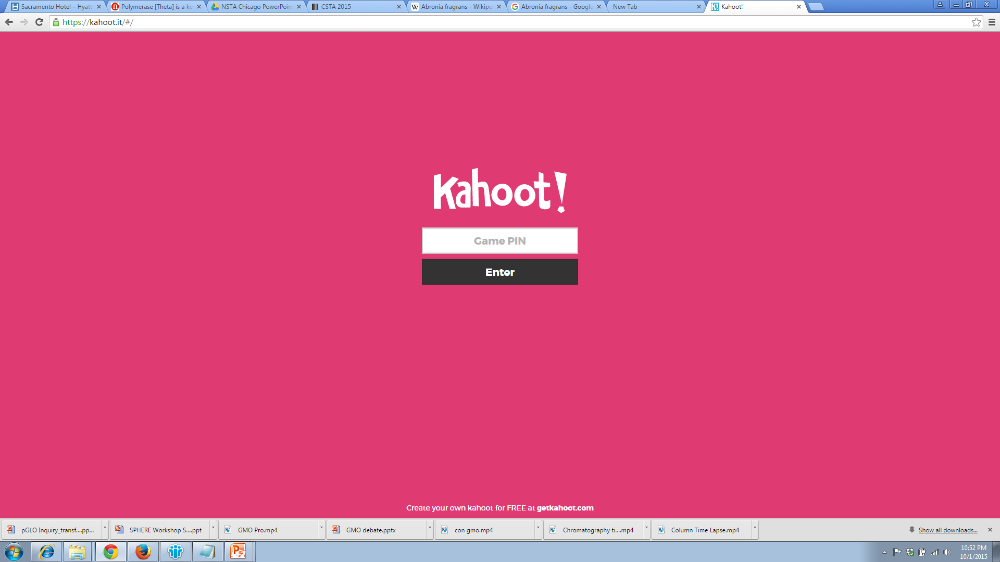 Sacramento Hotel – Hyatt
Polymerase [Theta] is a ke
NSTA Chicago PowerPoin
CSTA 2015
Abronia fragrans - Wikipe
Abronia fragrans - Google
New Tab
Kahoot!
https://kahoot.it/#/
Kahoot!
Game PIN
Enter
Create your own kahoot for FREE at getkahoot.com
pGLO Inquiry_transf....pp...
SPHERE Workshop S....ppt
GMO Pro.mp4
GMO debate.pptx
con gmo.mp4
Chromatography ti....mp4
Column Time Lapse.mp4
Show all downloads...
10:52 PM
10/1/2015